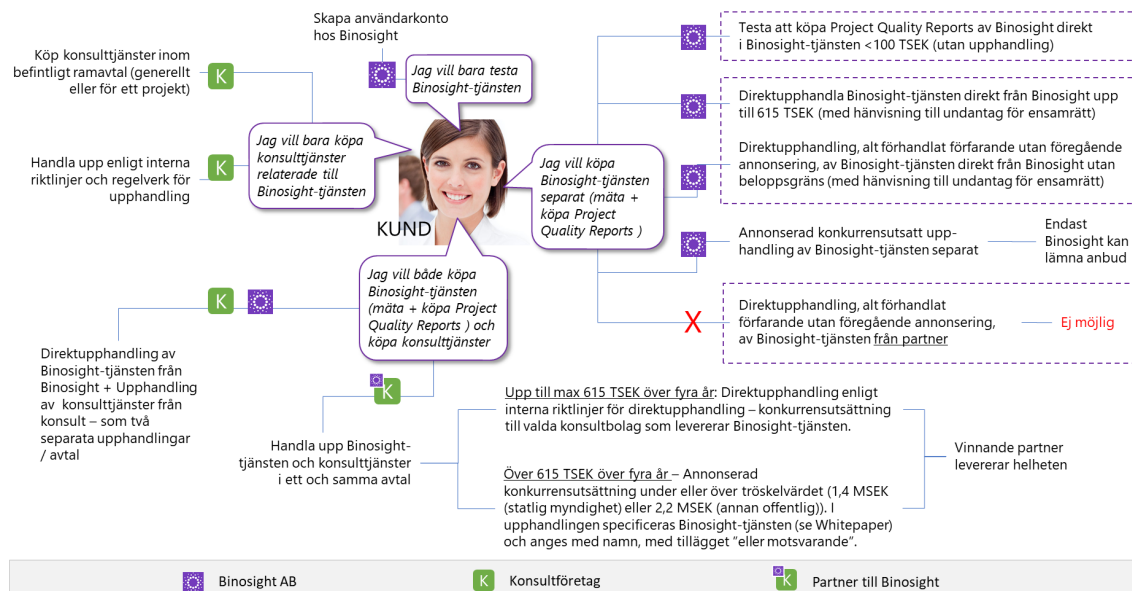 Skapa användarkonto
hos Binosight
Jag vill bara testa
Binosight-tjänsten
Köp konsulttjänster inom
befintligt ramavtal (generellt
eller för ett projekt)
K
Handla upp enligt interna
riktlinjer och regelverk för
upphandling
K
Jag vill bara köpa
konsulttjänster
relaterade till
Binosight-tjänsten
KUND
Jag vill köpa
Binosight-tjänsten
separat (mäta +
köpa Project
Quality Reports )
Testa att köpa Project Quality Reports av Binosight direkt
i Binosight-tjänsten <100 TSEK (utan upphandling)
Direktupphandla Binosight-tjänsten direkt från Binosight upp
till 615 TSEK (med hänvisning till undantag för ensamrätt)
Direktupphandling, alt förhandlat förfarande utan föregående
annonsering, av Binosight-tjänsten direkt från Binosight utan
beloppsgräns (med hänvisning till undantag för ensamrätt)
Annonserad konkurrensutsatt upp-
handling av Binosight-tjänsten separat
Endast
Binosight kan
lämna anbud
X
Direktupphandling, alt förhandlat
förfarande utan föregående annonsering,
av Binosight-tjänsten från partner
Ej möjlig
Jag vill både köpa
Binosight-tjänsten
(mäta + köpa Project
Quality Reports ) och
köpa konsulttjänster
K
Direktupphandling av
Binosight-tjänsten från
Binosight + Upphandling
av konsulttjänster från
konsult – som två
separata upphandlingar
/ avtal
K
Handla upp Binosight-
tjänsten och konsulttjänster
i ett och samma avtal
Upp till max 615 TSEK över fyra år: Direktupphandling enligt
interna riktlinjer för direktupphandling – konkurrensutsättning
till valda konsultbolag som levererar Binosight-tjänsten.
Över 615 TSEK över fyra år – Annonserad
konkurrensutsättning under eller över tröskelvärdet (1,4 MSEK
(statlig myndighet) eller 2,2 MSEK (annan offentlig)). I
upphandlingen specificeras Binosight-tjänsten (se Whitepaper)
och anges med namn, med tillägget ”eller motsvarande”.
Vinnande partner
levererar helheten
Binosight AB
K
Konsultföretag
K
Partner till Binosight